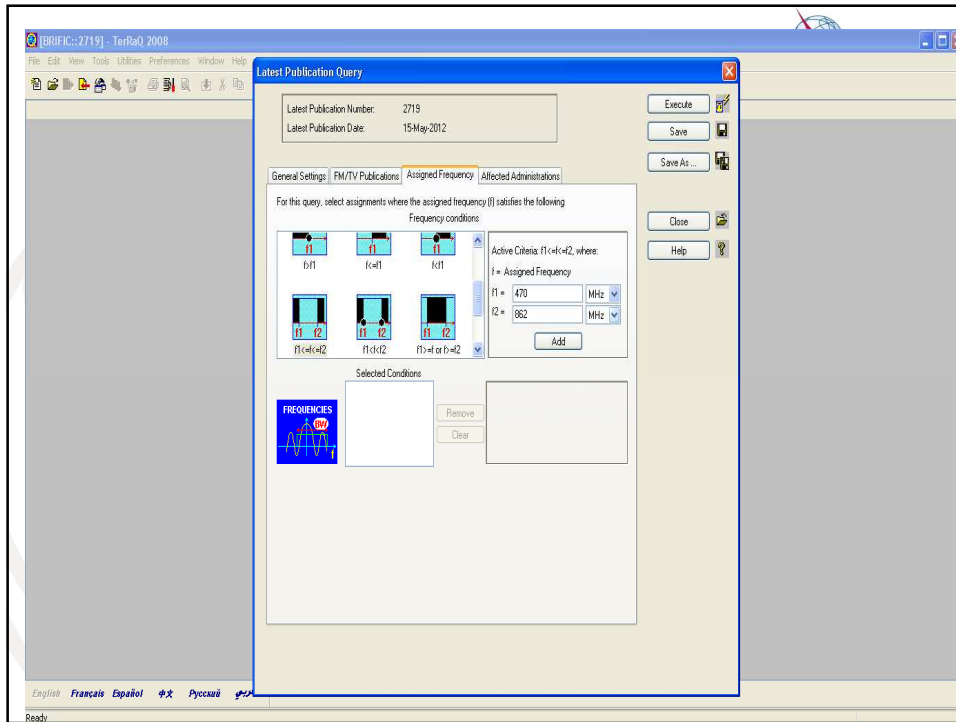 [BRIFIC::2719] - TerRaQ 2008
File Edit View Tools Utilities Preferences Window Help
Latest Publication Query
Latest Publication Number: 2719
Latest Publication Date: 15-May-2012
Execute
Save
Save As ...
Close
Help
General Settings FM/TV Publications Assigned Frequency Affected Administrations
For this query, select assignments where the assigned frequency (f) satisfies the following
Frequency conditions
f1 f1 f1
f>f1 f<=f1 f<f1
f1 f2 f1 f2 f1 f2
f1<=f<=f2 f1<f<f2 f1>=f or f>=f2
Active Criteria: f1<=f<=f2, where:
f = Assigned Frequency
f1 = 470 MHz
f2 = 862 MHz
Add
Selected Conditions
FREQUENCIES
BW
f
Remove
Clear
English Français Español 中文 Русский
Ready